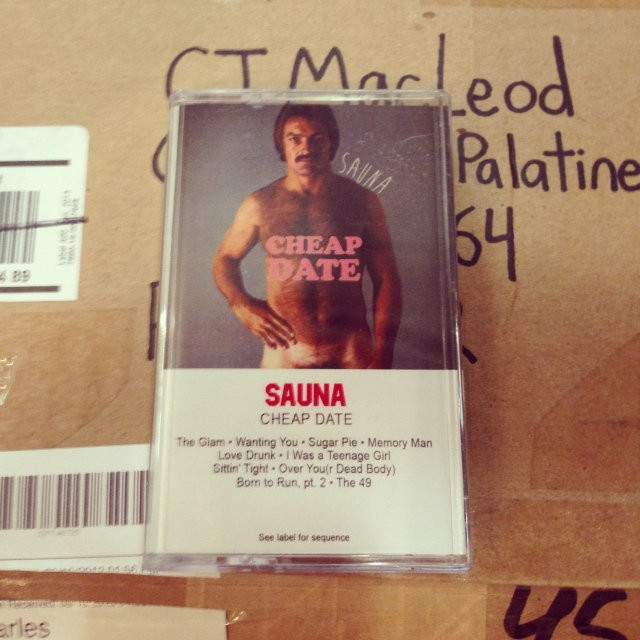 CT MacLeod
Palatine
64
4.89
SAUNA
CHEAP
DATE
SAUNA
CHEAP DATE
The Glam • Wanting You • Sugar Pie • Memory Man
Love Drunk • I Was a Teenage Girl
Sittin' Tight • Over You(r Dead Body)
Born to Run, pt. 2 • The 49
See label for sequence
arles
45